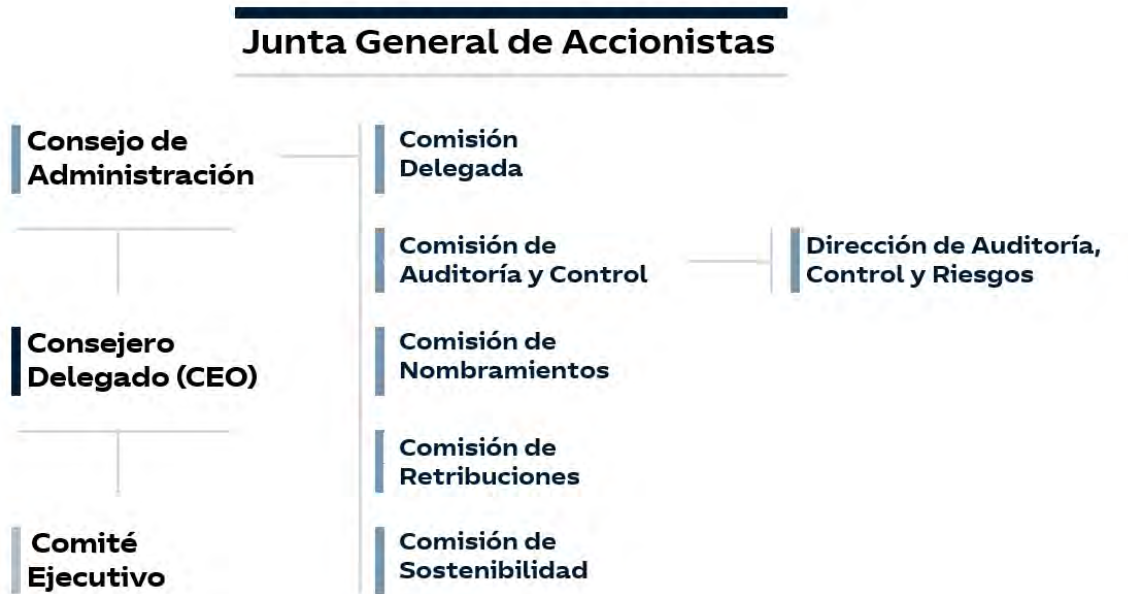 Junta General de Accionistas
Consejo de
Administración
Comisión
Delegada
Comisión de
Auditoría y Control
Dirección de Auditoría,
Control y Riesgos
Consejero
Delegado (CEO)
Comisión de
Nombramientos
Comisión de
Retribuciones
Comité
Ejecutivo
Comisión de
Sostenibilidad